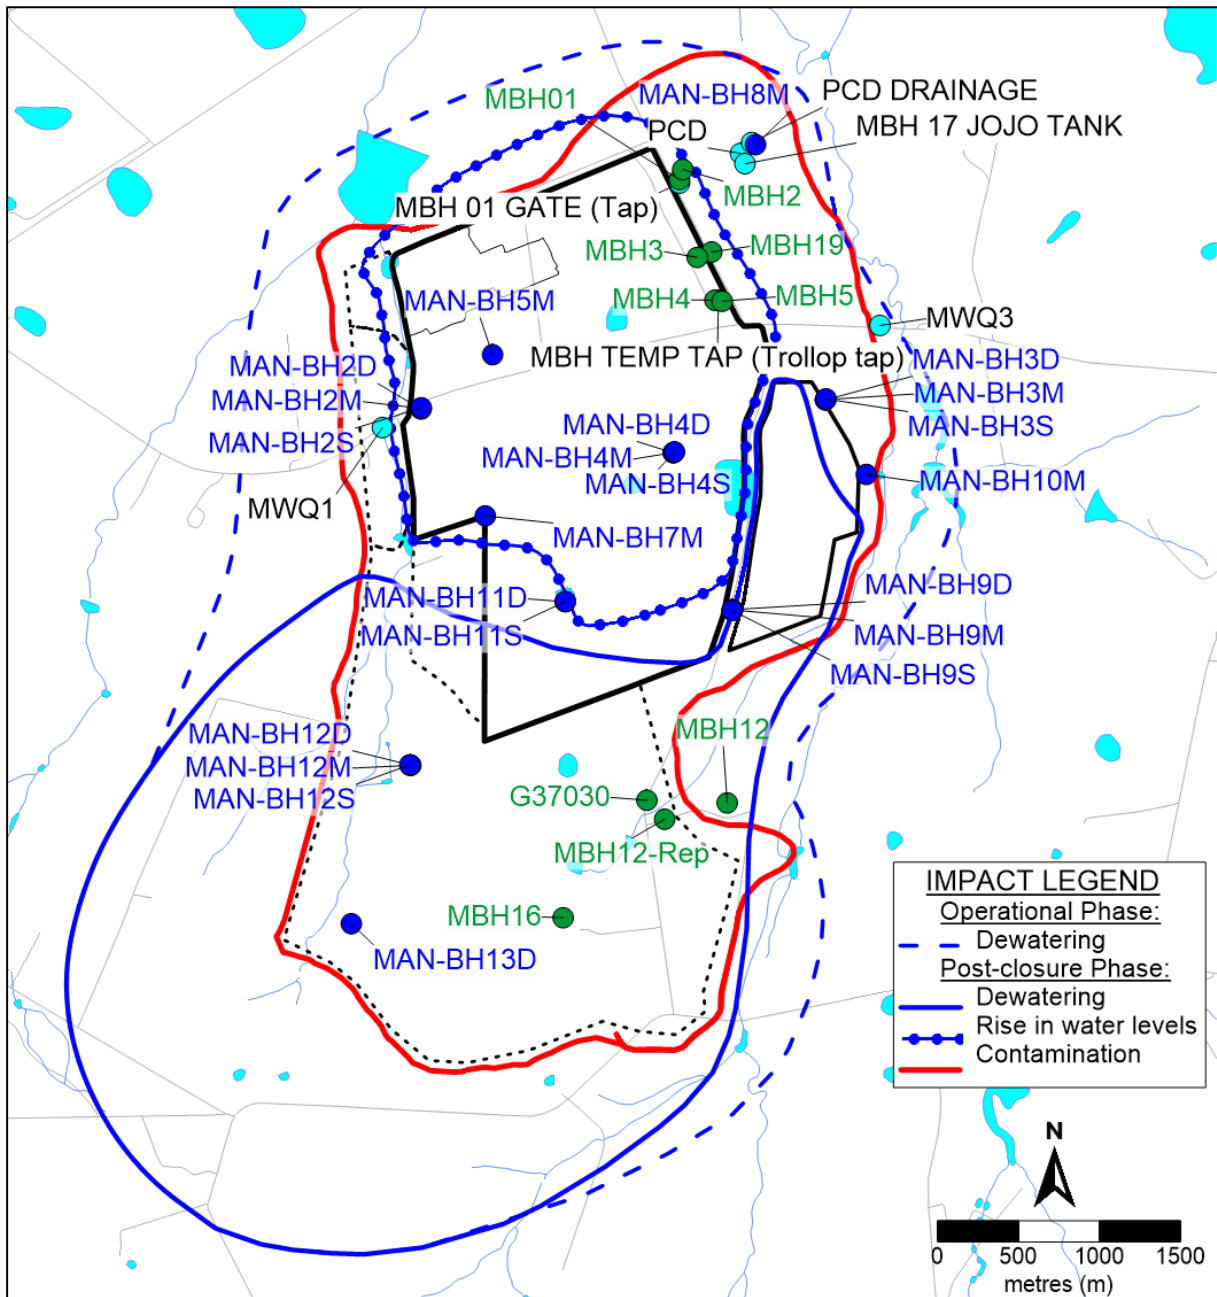 MBH01
MAN-BH8M
PCD DRAINAGE
PCD
MBH 17 JOJO TANK
MBH2
MBH 01 GATE (Tap)
MBH3
MBH19
MBH4
MBH5
MAN-BH5M
MWQ3
MBH TEMP TAP (Trollop tap)
MAN-BH2D
MAN-BH2M
MAN-BH2S
MAN-BH3D
MAN-BH3M
MAN-BH3S
MAN-BH4D
MAN-BH4M
MAN-BH4S
MAN-BH10M
MWQ1
MAN-BH7M
MAN-BH11D
MAN-BH11S
MAN-BH9D
MAN-BH9M
MAN-BH9S
MAN-BH12D
MAN-BH12M
MAN-BH12S
MBH12
G37030
MBH12-Rep
MBH16
MAN-BH13D
IMPACT LEGEND
Operational Phase:
Dewatering
Post-closure Phase:
Dewatering
Rise in water levels
Contamination
N
0 500 1000 1500
metres (m)